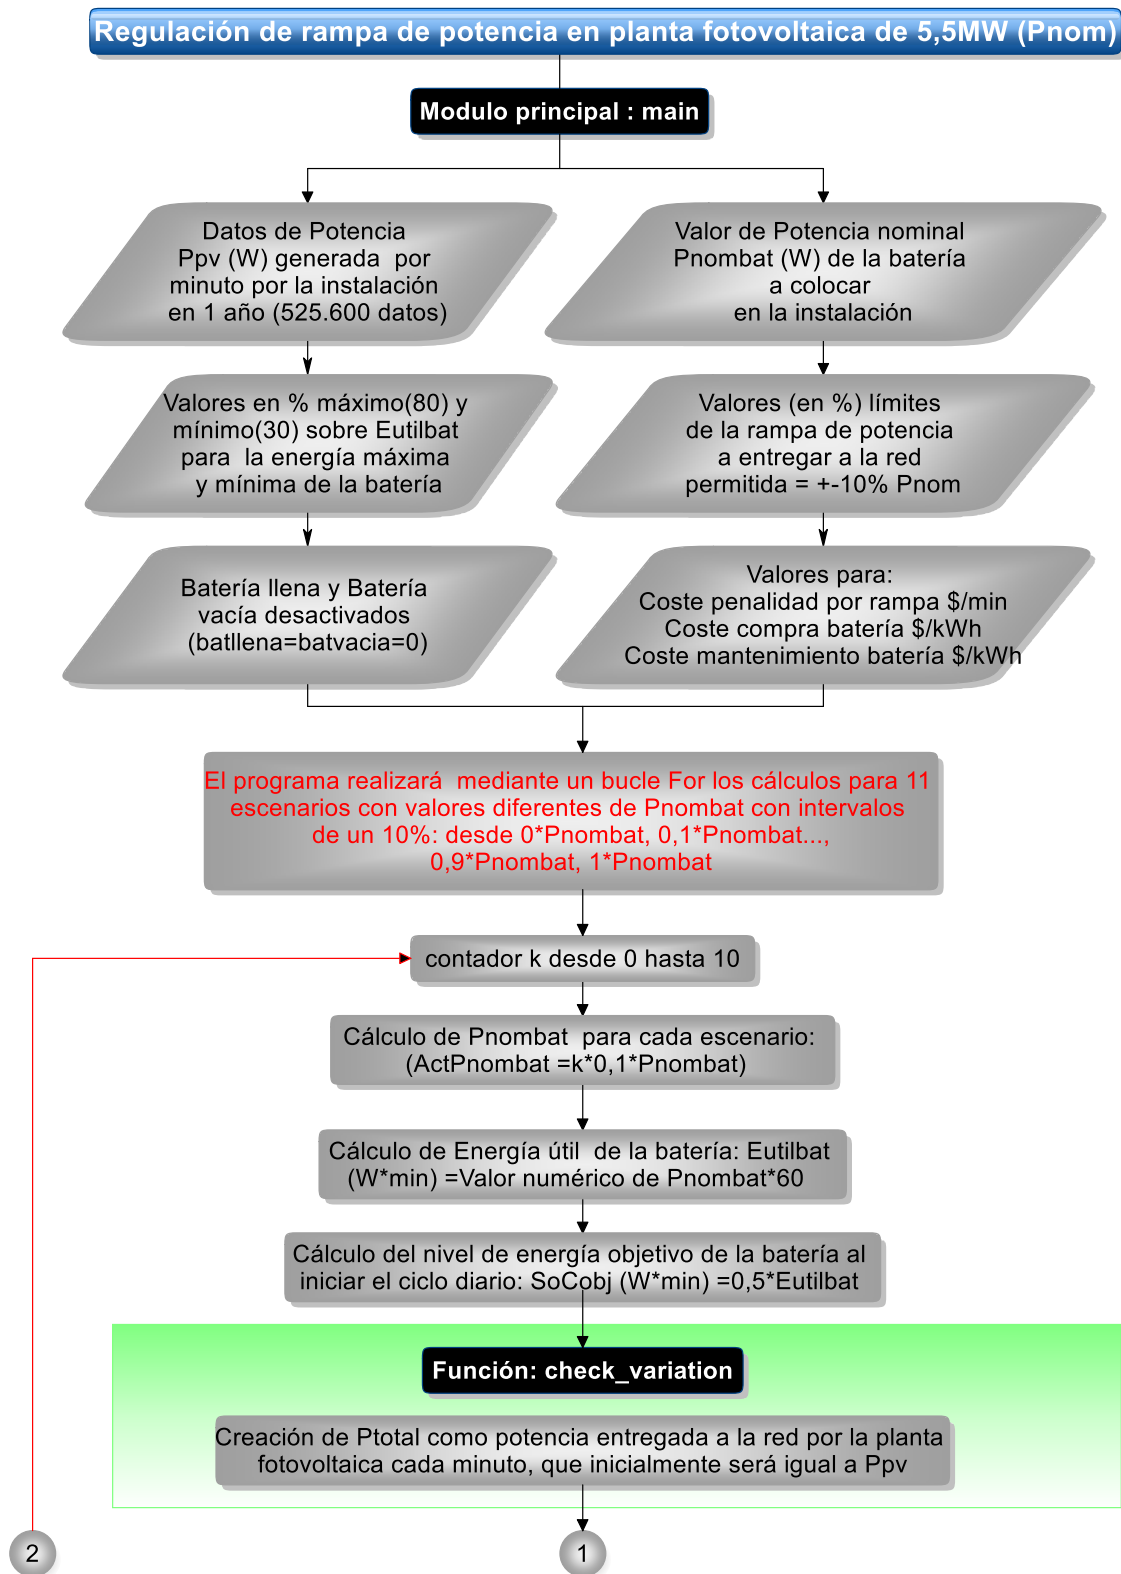 Regulación de rampa de potencia en planta fotovoltaica de 5,5MW (Pnom)
Modulo principal : main
Datos de Potencia
Ppv (W) generada por
minuto por la instalación
en 1 año (525.600 datos)
Valor de Potencia nominal
Pnombat (W) de la batería
a colocar
en la instalación
Valores en % máximo(80) y
mínimo(30) sobre Eutilbat
para la energía máxima
y mínima de la batería
Valores (en %) límites
de la rampa de potencia
a entregar a la red
permitida = +-10% Pnom
Batería llena y Batería
vacía desactivados
(batllena=batvacia=0)
Valores para:
Coste penalidad por rampa $/min
Coste compra batería $/kWh
Coste mantenimiento batería $/kWh
El programa realizará mediante un bucle For los cálculos para 11
escenarios con valores diferentes de Pnombat con intervalos
de un 10%: desde 0*Pnombat, 0,1*Pnombat...,
0,9*Pnombat, 1*Pnombat
contador k desde 0 hasta 10
Cálculo de Pnombat para cada escenario:
(ActPnombat =k*0,1*Pnombat)
Cálculo de Energía útil de la batería: Eutilbat
(W*min) =Valor numérico de Pnombat*60
Cálculo del nivel de energía objetivo de la batería al
iniciar el ciclo diario: SoCobj (W*min) =0,5*Eutilbat
Función: check_variation
Creación de Ptotal como potencia entregada a la red por la planta
fotovoltaica cada minuto, que inicialmente será igual a Ppv
2
1